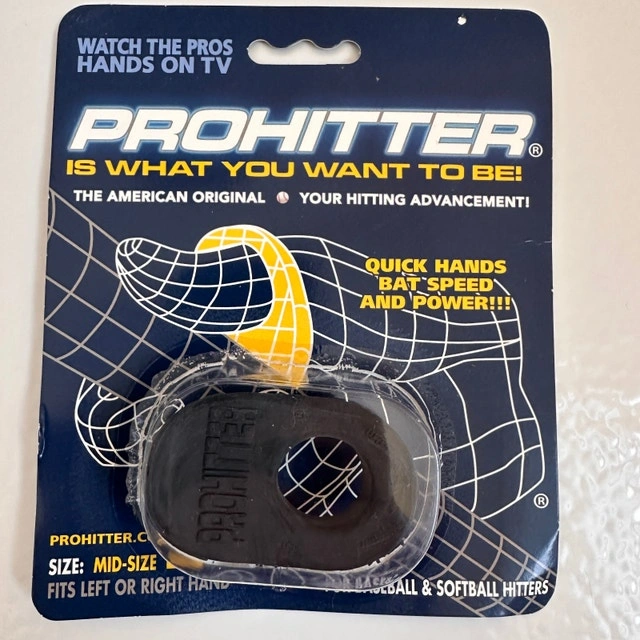 WATCH THE PROS
HANDS ON TV
PROHITTER®
IS WHAT YOU WANT TO BE!
THE AMERICAN ORIGINAL YOUR HITTING ADVANCEMENT!
QUICK HANDS
BAT SPEED
AND POWER!!!
PROHITTER
®
PROHITTER.C
SIZE: MID-SIZE
FITS LEFT OR RIGHT HAND
FOR BASEBALL & SOFTBALL HITTERS